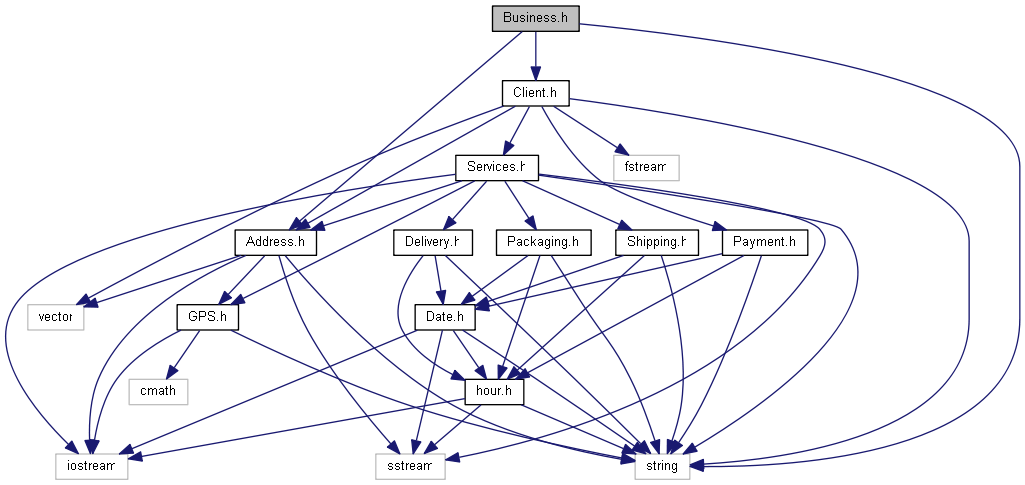 Business.h
Client.h
Services.h
fstream
Address.h
Delivery.h
Packaging.h
Shipping.h
Payment.h
vector
GPS.h
Date.h
cmath
hour.h
iostream
sstream
string